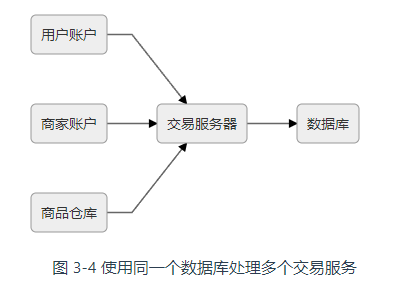 用户账户
商家账户
交易服务器
数据库
商品仓库
图 3-4 使用同一个数据库处理多个交易服务